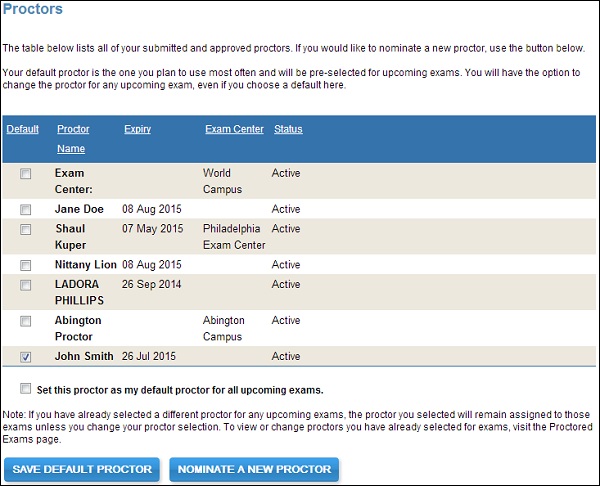 Proctors
The table below lists all of your submitted and approved proctors. If you would like to nominate a new proctor, use the button below.
Your default proctor is the one you plan to use most often and will be pre-selected for upcoming exams. You will have the option to
change the proctor for any upcoming exam, even if you choose a default here.
Default Proctor Expiry Exam Center Status
Name
Exam World Active
Center: Campus
Jane Doe 08 Aug 2015 Active
Shaul 07 May 2015 Philadelphia Active
Kuper Exam Center
Nittany Lion 08 Aug 2015 Active
LADORA 26 Sep 2014 Active
PHILLIPS
Abington Abington Active
Proctor Campus
John Smith 26 Jul 2015 Active
Set this proctor as my default proctor for all upcoming exams.
Note: If you have already selected a different proctor for any upcoming exams, the proctor you selected will remain assigned to those
exams unless you change your proctor selection. To view or change proctors you have already selected for exams, visit the Proctored
Exams page.
SAVE DEFAULT PROCTOR NOMINATE A NEW PROCTOR